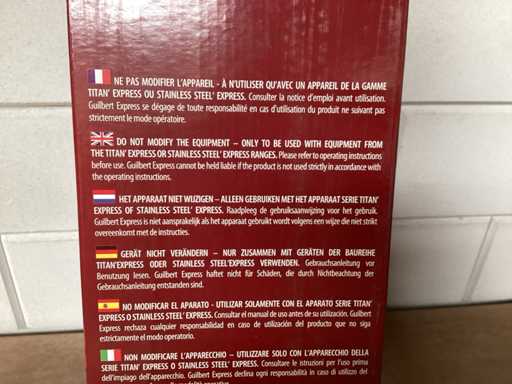 NE PAS MODIFIER L'APPAREIL - À N'UTILISER QU'AVEC UN APPAREIL DE LA GAMME
TITAN' EXPRESS OU STAINLESS STEEL' EXPRESS. Consulter la notice d'emploi avant utilisation.
Guilbert Express se dégage de toute responsabilité en cas d'utilisation du produit ne suivant pas
strictement le mode opératoire.
DO NOT MODIFY THE EQUIPMENT – ONLY TO BE USED WITH EQUIPMENT FROM
THE TITAN' EXPRESS OR STAINLESS STEEL' EXPRESS RANGES. Please refer to operating instructions
before use. Guilbert Express cannot be held liable if the product is not used strictly in accordance with
the operating instructions.
HET APPARAAT NIET WIJZIGEN – ALLEEN GEBRUIKEN MET HET APPARAAT SERIE TITAN'
EXPRESS OF STAINLESS STEEL' EXPRESS. Raadpleeg de gebruiksaanwijzing voor het gebruik.
Guilbert Express is niet aansprakelijk als het apparaat gebruikt wordt volgens een wijze die niet strikt
overeenkomt met de instructies.
GERÄT NICHT VERÄNDERN – NUR ZUSAMMEN MIT GERÄTEN DER BAUREIHE
TITAN'EXPRESS ODER STAINLESS STEEL'EXPRESS VERWENDEN. Gebrauchsanleitung vor
Benutzung lesen. Guilbert Express haftet nicht für Schäden, die durch Nichtbeachtung der
Gebrauchsanleitung entstanden sind.
NO MODIFICAR EL APARATO - UTILIZAR SOLAMENTE CON EL APARATO SERIE TITAN'
EXPRESS O STAINLESS STEEL' EXPRESS. Consultar el manual de uso antes de su utilización. Guilbert
Express rechaza cualquier responsabilidad en caso de utilización del producto que no siga
estrictamente el modo operatorio.
NON MODIFICARE L'APPARECCHIO – UTILIZZARE SOLO CON L'APPARECCHIO DELLA
SERIE TITAN' EXPRESS O STAINLESS STEEL' EXPRESS. Consultare le istruzioni per l'uso prima
dell'impiego dell'apparecchio. Guilbert Express declina ogni responsabilità in caso di utilizzo del